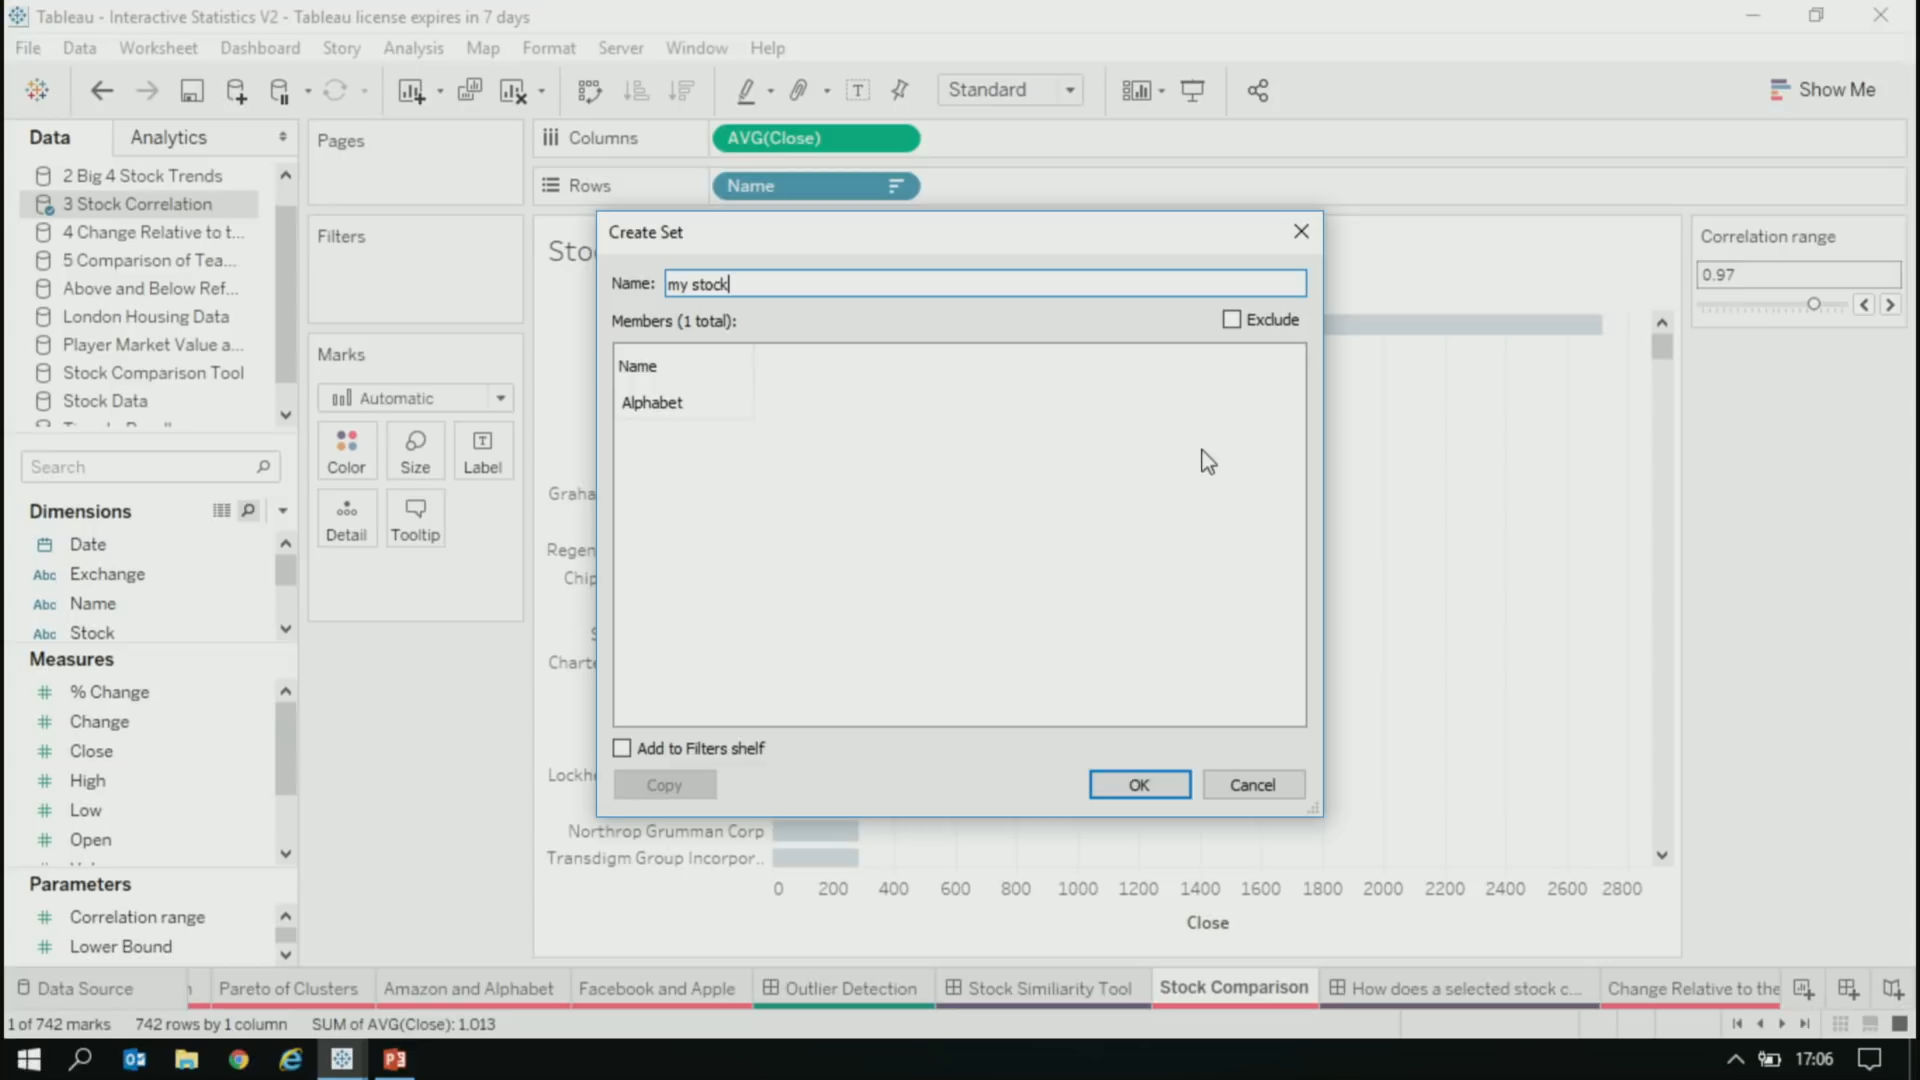 Tableau - Interactive Statistics V2 - Tableau license expires in 7 days
File Data Worksheet Dashboard Story Analysis Map Format Server Window Help
Standard
Show Me
Data
Analytics
2 Big 4 Stock Trends
3 Stock Correlation
4 Change Relative to t...
5 Comparison of Tea...
Above and Below Ref...
London Housing Data
Player Market Value a...
Stock Comparison Tool
Stock Data
Search
Dimensions
Date
Abc Exchange
Abc Name
Abc Stock
Measures
% Change
Change
Close
High
Low
Open
Parameters
Correlation range
Lower Bound
Pages
Filters
Marks
Automatic
Color Size Label
Detail Tooltip
Columns AVG(Close)
Rows Name
Sto
Create Set
Name: my stock
Members (1 total):
Exclude
Name
Alphabet
Add to Filters shelf
Copy OK Cancel
Graha
Regen
Chip
S
Charte
Lockhe
Northrop Grumman Corp
Transdigm Group Incorpor..
0 200 400 600 800 1000 1200 1400 1600 1800 2000 2200 2400 2600 2800
Close
Correlation range
0.97
Data Source
Pareto of Clusters
Amazon and Alphabet
Facebook and Apple
Outlier Detection
Stock Similiarity Tool
Stock Comparison
How does a selected stock c...
Change Relative to the
1 of 742 marks 742 rows by 1 column SUM of AVG(Close): 1.013
17:06